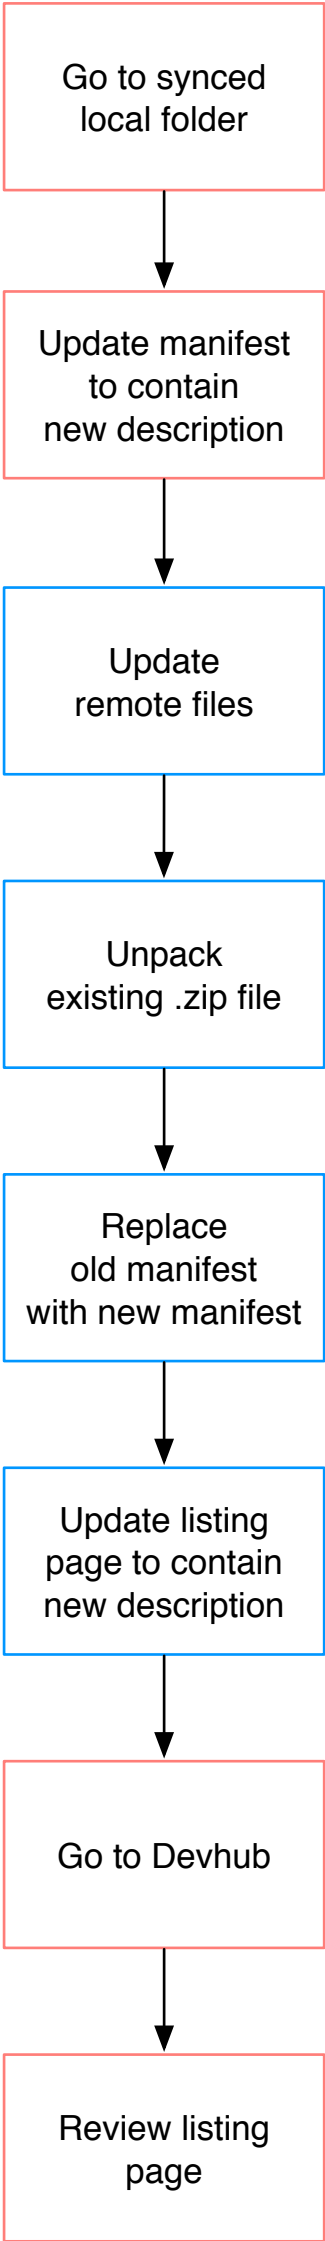 Go to synced
local folder
Update manifest
to contain
new description
Update
remote files
Unpack
existing .zip file
Replace
old manifest
with new manifest
Update listing
page to contain
new description
Go to Devhub
Review listing
page